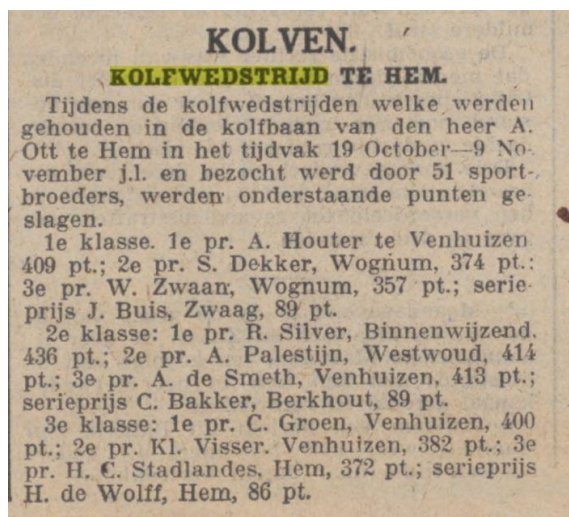 KOLVEN.
KOLFWEDSTRIJD TE HEM.
Tijdens de kolfwedstrijden welke werden
gehouden in de kolfbaan van den heer A.
Ott te Hem in het tijdvak 19 October—9 No-
vember j.l. en bezocht werd door 51 sport-
broeders, werden onderstaande punten ge-
slagen.
1e klasse. 1e pr. A. Houter te Venhuizen
409 pt.; 2e pr. S. Dekker, Wognum, 374 pt.:
3e pr. W. Zwaan, Wognum, 357 pt.; serie-
prijs J. Buis, Zwaag, 89 pt.
2e klasse: 1e pr. R. Silver, Binnenwijzend.
436 pt.; 2e pr. A. Palestijn, Westwoud, 414
pt.; 3e pr. A. de Smeth, Venhuizen, 413 pt.;
serieprijs C. Bakker, Berkhout, 89 pt.
3e klasse: 1e pr. C. Groen, Venhuizen, 400
pt.; 2e pr. Kl. Visser. Venhuizen, 382 pt.; 3e
pr. H. C. Stadlandes. Hem, 372 pt.; serieprijs
H. de Wolff, Hem, 86 pt.